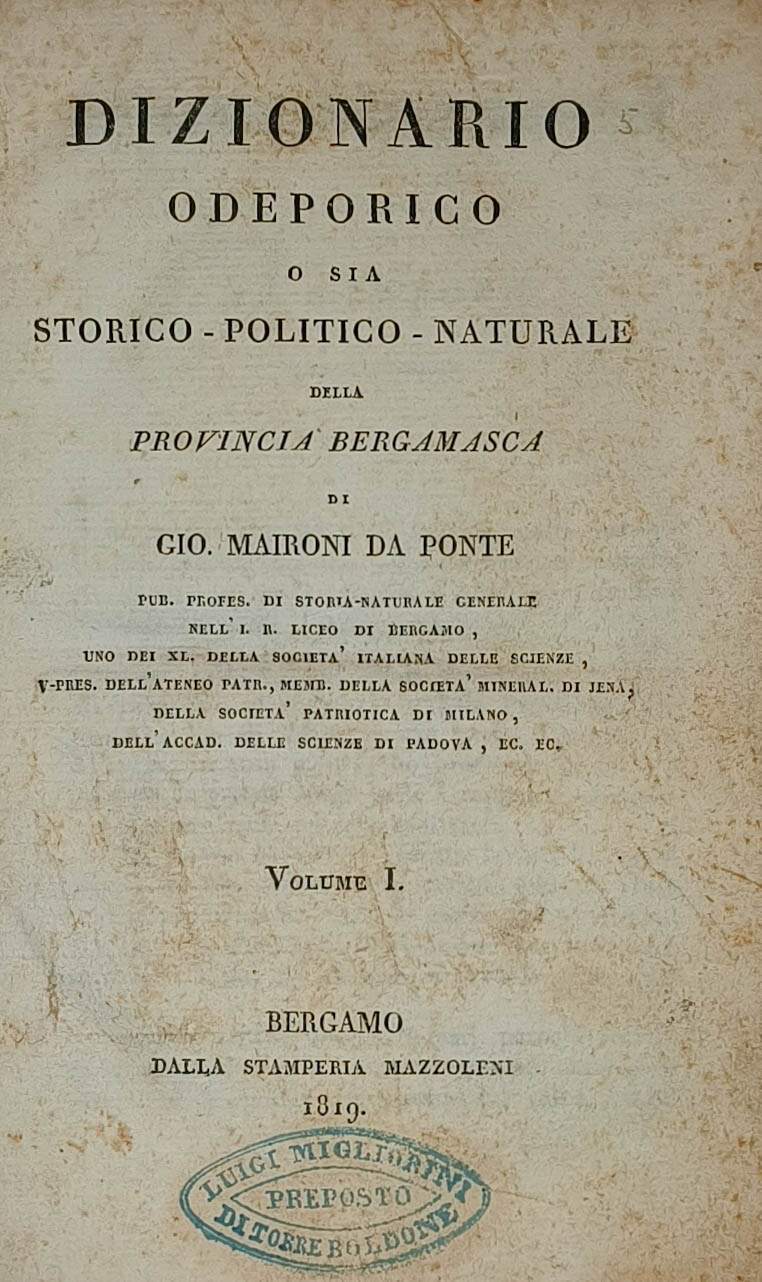 DIZIONARIO 5
ODEPORICO
O SIA
STORICO - POLITICO - NATURALE
DELLA
PROVINCIA BERGAMASCA
DI
GIO. MAIRONI DA PONTE
PUB. PROFES. DI STORIA-NATURALE GENERALE
NELL' I. R. LICEO DI BERGAMO ,
UNO DEI XL. DELLA SOCIETA' ITALIANA DELLE SCIENZE ,
V-PRES. DELL'ATENEO PATR., MEMB. DELLA SOCIETA' MINERAL. DI JENA,
DELLA SOCIETA' PATRIOTICA DI MILANO ,
DELL'ACCAD. DELLE SCIENZE DI PADOVA , EC. EC.
VOLUME I.
BERGAMO
DALLA STAMPERIA MAZZOLENI
1819.
LUIGI MIGLIORINI
PREPOSTO
DI TORRE BOLDONE